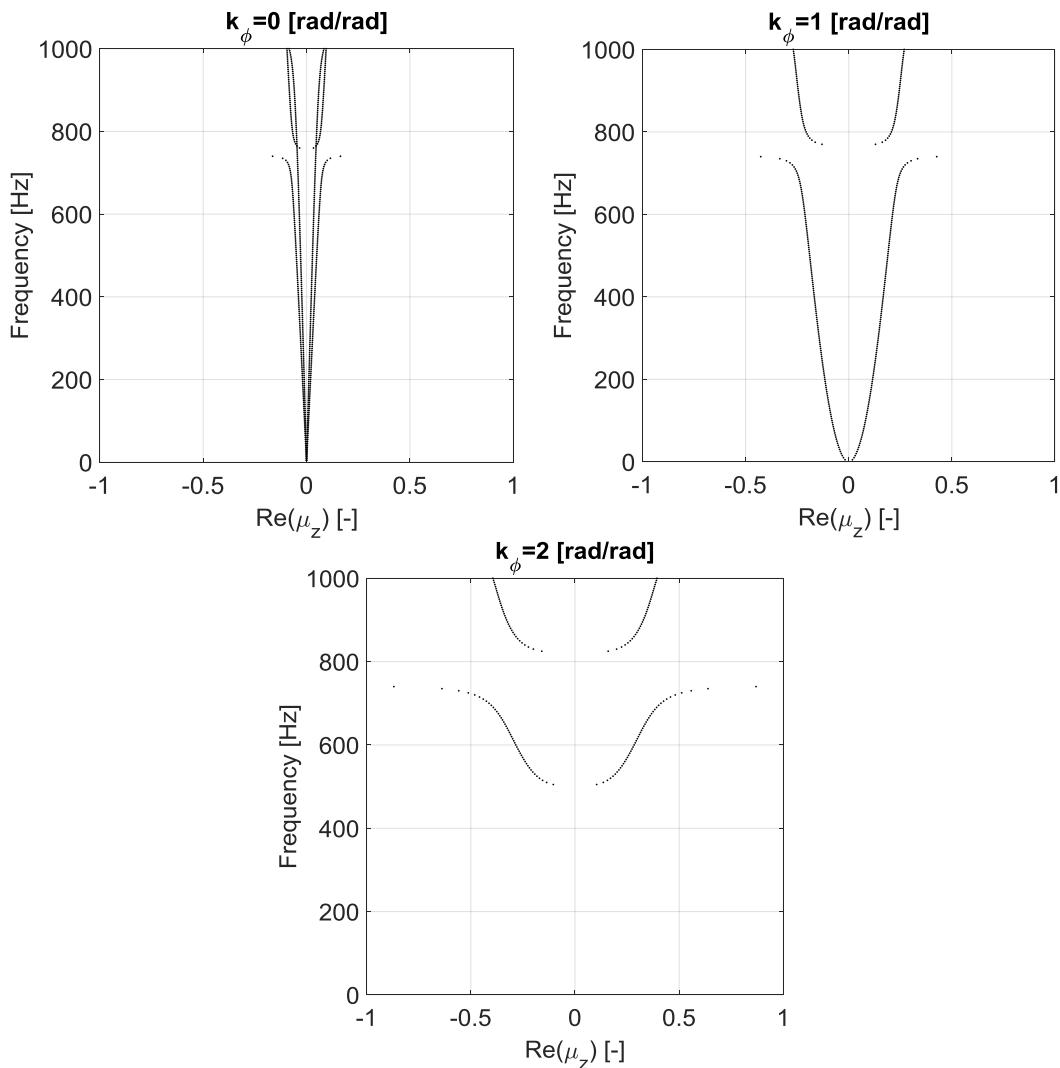 k_ϕ=0 [rad/rad]
1000
800
600
400
200
0
Frequency [Hz]
-1 -0.5 0 0.5 1
Re(μ_z) [-]
k_ϕ=1 [rad/rad]
1000
800
600
400
200
0
Frequency [Hz]
-1 -0.5 0 0.5 1
Re(μ_z) [-]
k_ϕ=2 [rad/rad]
1000
800
600
400
200
0
Frequency [Hz]
-1 -0.5 0 0.5 1
Re(μ_z) [-]